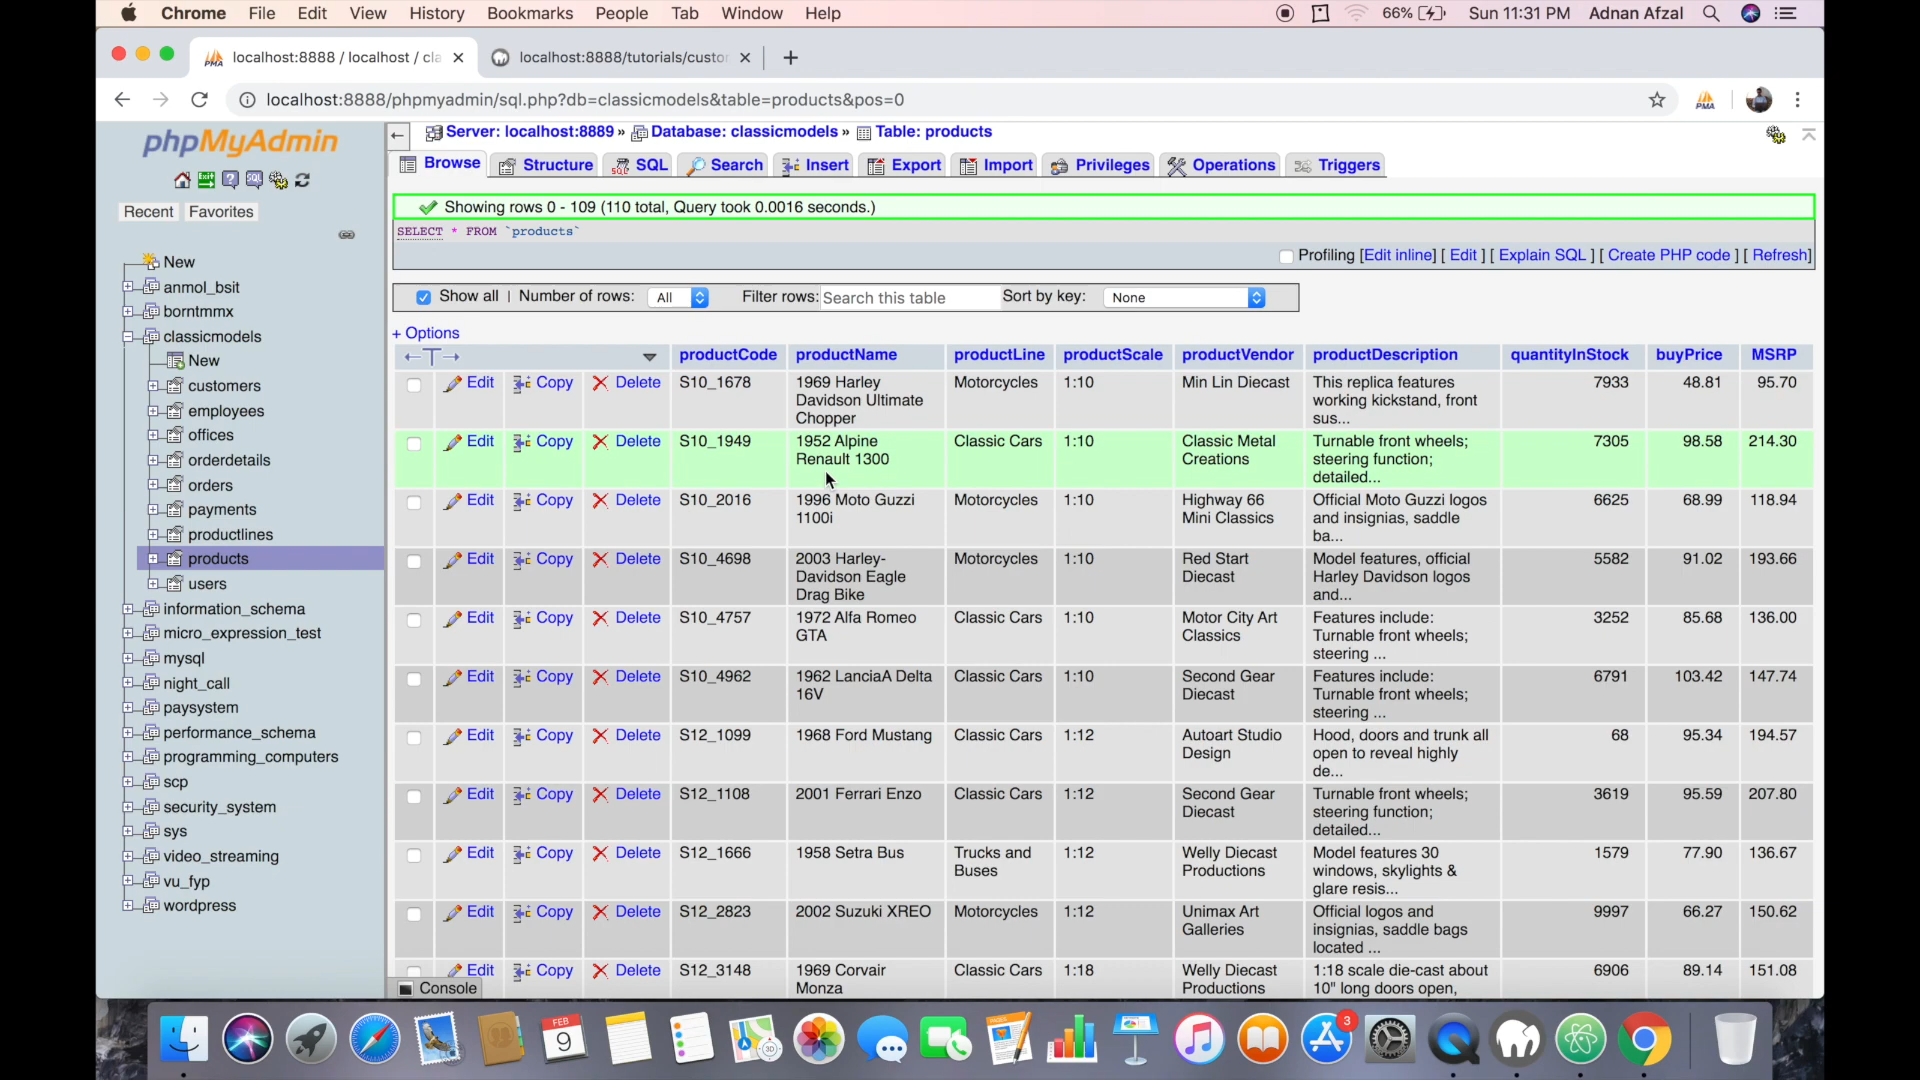 Chrome File Edit View History Bookmarks People Tab Window Help 66% Sun 11:31 PM Adnan Afzal
localhost:8888 / localhost / cla localhost:8888/tutorials/custor
localhost:8888/phpmyadmin/sql.php?db=classicmodels&table=products&pos=0 PMA
phpMyAdmin
Recent Favorites
New
anmol_bsit
borntmmx
classicmodels
New
customers
employees
offices
orderdetails
orders
payments
productlines
products
users
information_schema
micro_expression_test
mysql
night_call
paysystem
performance_schema
programming_computers
scp
security_system
sys
video_streaming
vu_fyp
wordpress
Server: localhost:8889 » Database: classicmodels » Table: products
Browse Structure SQL Search Insert Export Import Privileges Operations Triggers
Showing rows 0 - 109 (110 total, Query took 0.0016 seconds.)
SELECT * FROM `products`
Profiling [Edit inline] [ Edit ] [ Explain SQL ] [ Create PHP code ] [ Refresh]
Show all | Number of rows: All Filter rows: Search this table Sort by key: None
+ Options
productCode productName productLine productScale productVendor productDescription quantityInStock buyPrice MSRP
Edit Copy Delete S10_1678 1969 Harley Motorcycles 1:10 Min Lin Diecast This replica features 7933 48.81 95.70
Davidson Ultimate working kickstand, front
Chopper sus...
Edit Copy Delete S10_1949 1952 Alpine Classic Cars 1:10 Classic Metal Turnable front wheels; 7305 98.58 214.30
Renault 1300 Creations steering function;
detailed...
Edit Copy Delete S10_2016 1996 Moto Guzzi Motorcycles 1:10 Highway 66 Official Moto Guzzi logos 6625 68.99 118.94
1100i Mini Classics and insignias, saddle
ba...
Edit Copy Delete S10_4698 2003 Harley- Motorcycles 1:10 Red Start Model features, official 5582 91.02 193.66
Davidson Eagle Diecast Harley Davidson logos
Drag Bike and...
Edit Copy Delete S10_4757 1972 Alfa Romeo Classic Cars 1:10 Motor City Art Features include: 3252 85.68 136.00
GTA Classics Turnable front wheels;
steering ...
Edit Copy Delete S10_4962 1962 LanciaA Delta Classic Cars 1:10 Second Gear Features include: 6791 103.42 147.74
16V Diecast Turnable front wheels;
steering ...
Edit Copy Delete S12_1099 1968 Ford Mustang Classic Cars 1:12 Autoart Studio Hood, doors and trunk all 68 95.34 194.57
Design open to reveal highly
de...
Edit Copy Delete S12_1108 2001 Ferrari Enzo Classic Cars 1:12 Second Gear Turnable front wheels; 3619 95.59 207.80
Diecast steering function;
detailed...
Edit Copy Delete S12_1666 1958 Setra Bus Trucks and 1:12 Welly Diecast Model features 30 1579 77.90 136.67
Buses Productions windows, skylights &
glare resis...
Edit Copy Delete S12_2823 2002 Suzuki XREO Motorcycles 1:12 Unimax Art Official logos and 9997 66.27 150.62
Galleries insignias, saddle bags
located ...
Edit Copy Delete S12_3148 1969 Corvair Classic Cars 1:18 Welly Diecast 1:18 scale die-cast about 6906 89.14 151.08
Monza Productions 10" long doors open,
Console
FEB
9
3